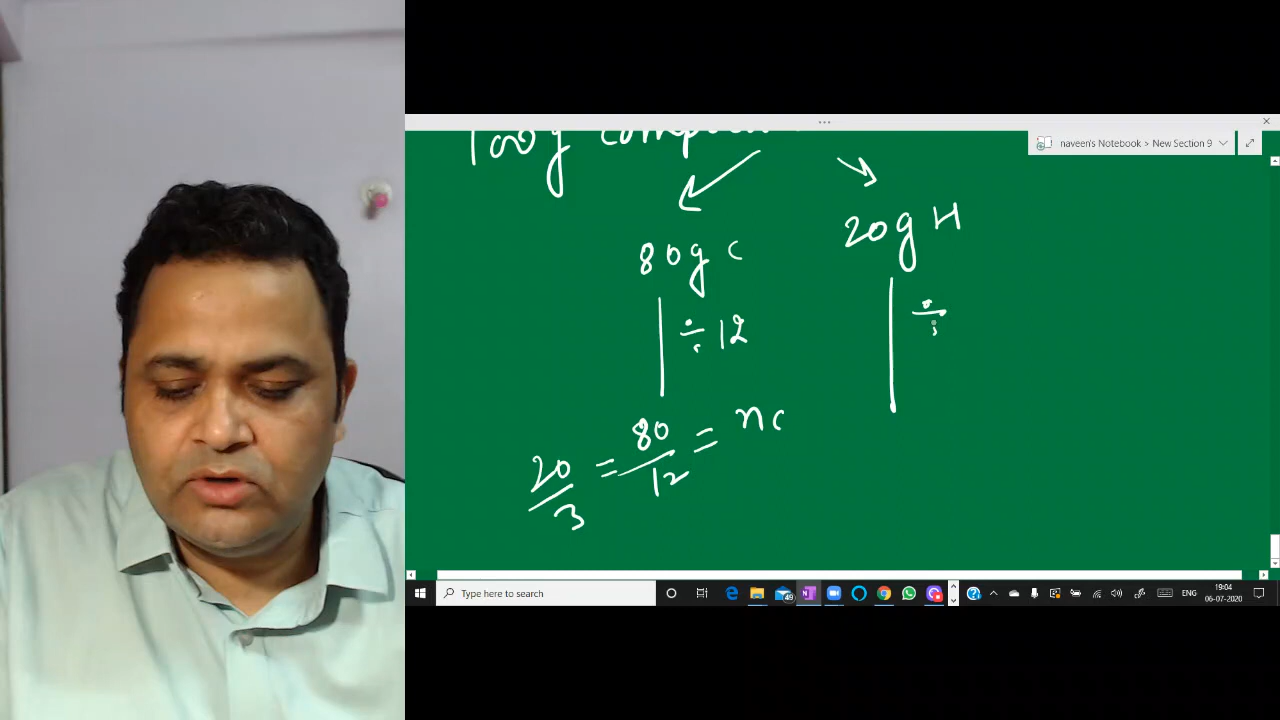 naveen's Notebook > New Section 9
100g
20g H
80g C
÷
÷ 12
80/12 = nC
20/3 =
Type here to search
49
ENG
19:04
06-07-2020